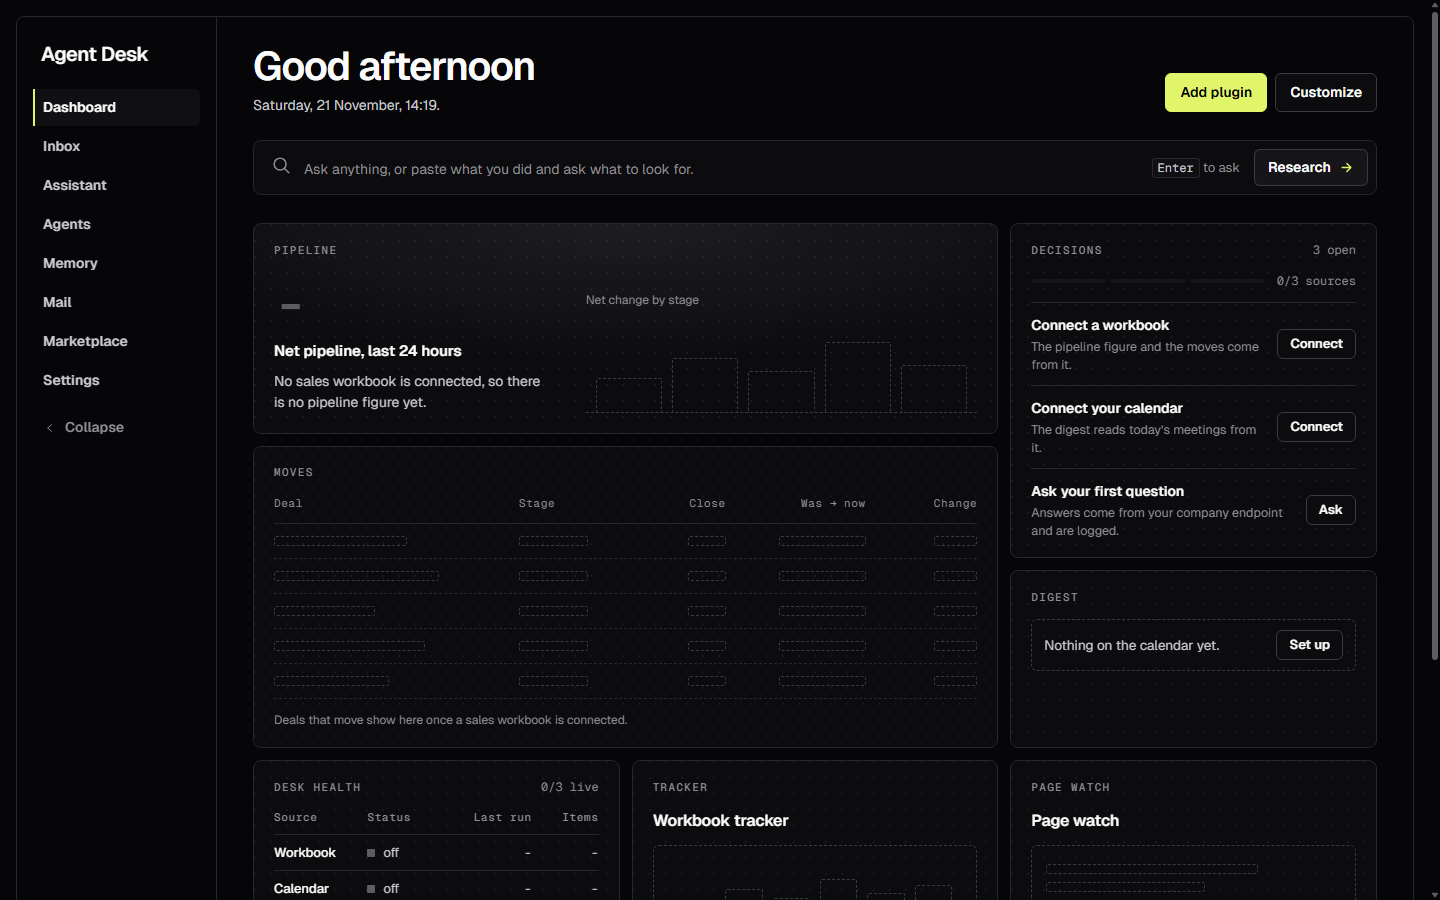 Agent Desk
Dashboard
Inbox
Assistant
Agents
Memory
Mail
Marketplace
Settings
Collapse
Good afternoon
Saturday, 21 November, 14:19.
Add plugin
Customize
Ask anything, or paste what you did and ask what to look for.
Enter to ask
Research →
PIPELINE
Net change by stage
Net pipeline, last 24 hours
No sales workbook is connected, so there
is no pipeline figure yet.
DECISIONS
3 open
0/3 sources
Connect a workbook
The pipeline figure and the moves come
from it.
Connect
Connect your calendar
The digest reads today's meetings from
it.
Connect
Ask your first question
Answers come from your company endpoint
and are logged.
Ask
MOVES
Deal Stage Close Was → now Change
Deals that move show here once a sales workbook is connected.
DIGEST
Nothing on the calendar yet.
Set up
DESK HEALTH
0/3 live
Source Status Last run Items
Workbook off - -
Calendar off - -
TRACKER
Workbook tracker
PAGE WATCH
Page watch